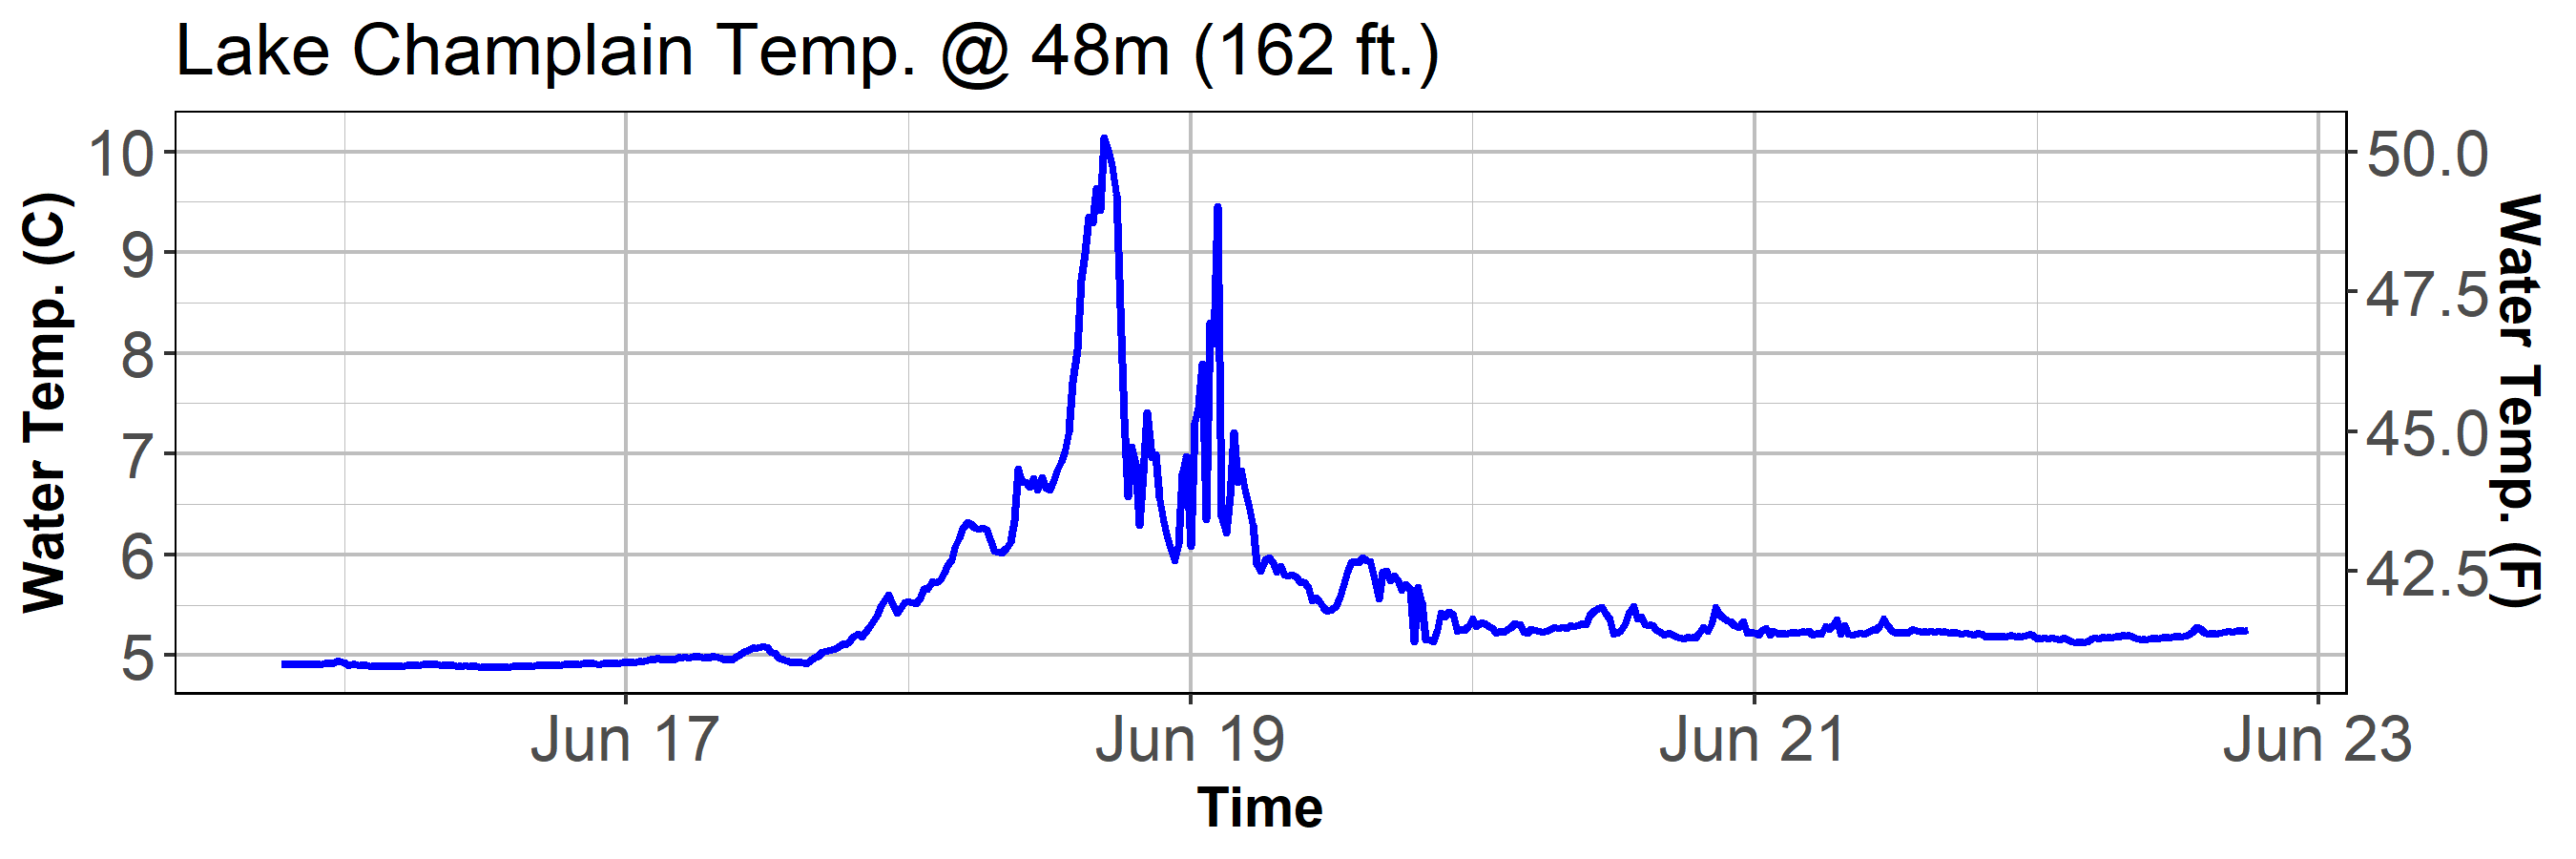 Lake Champlain Temp. @ 48m (162 ft.)
Water Temp. (C)
10
9
8
7
6
5
50.0
47.5
45.0
42.5
Water Temp. (F)
Jun 17
Jun 19
Jun 21
Jun 23
Time